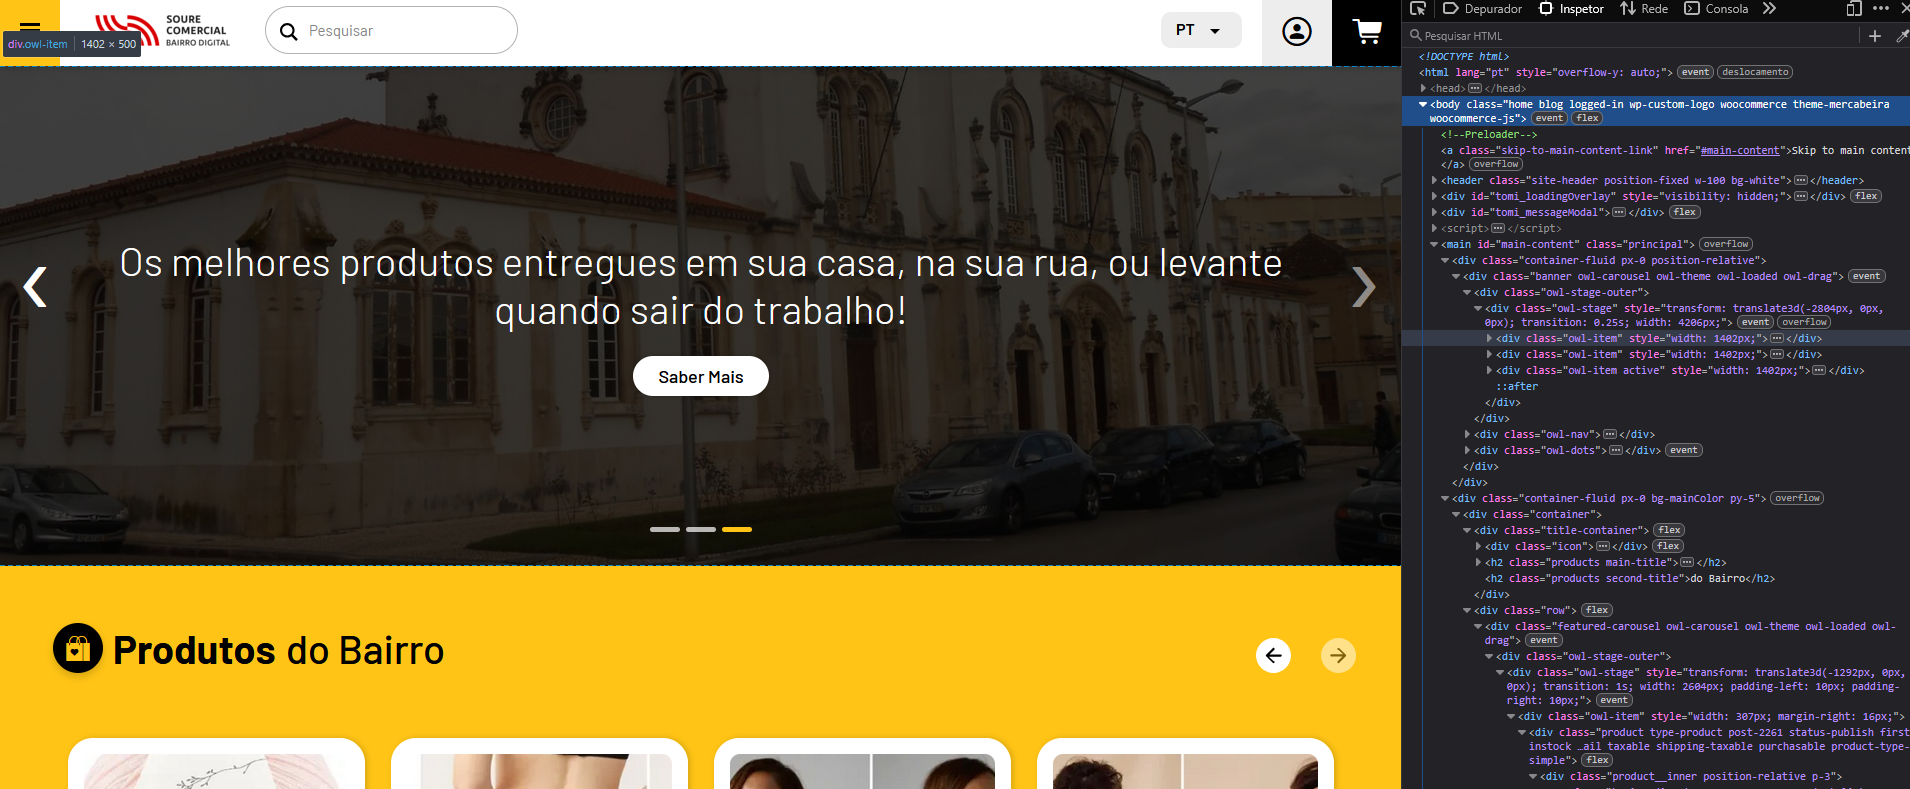 div.owl-item | 1402 × 500
SOURE
COMERCIAL
BAIRRO DIGITAL
Pesquisar
PT
Os melhores produtos entregues em sua casa, na sua rua, ou levante
quando sair do trabalho!
Saber Mais
Produtos do Bairro
Depurador
Inspetor
Rede
Consola
Pesquisar HTML
<!DOCTYPE html>
<html lang="pt" style="overflow-y: auto;"> event deslocamento
<head> ⋯ </head>
<body class="home blog logged-in wp-custom-logo woocommerce theme-mercabeira
woocommerce-js"> event flex
<!--Preloader-->
<a class="skip-to-main-content-link" href="#main-content">Skip to main content
</a> overflow
<header class="site-header position-fixed w-100 bg-white"> ⋯ </header>
<div id="tomi_loadingOverlay" style="visibility: hidden;"> ⋯ </div> flex
<div id="tomi_messageModal"> ⋯ </div> flex
<script> ⋯ </script>
<main id="main-content" class="principal"> overflow
<div class="container-fluid px-0 position-relative">
<div class="banner owl-carousel owl-theme owl-loaded owl-drag"> event
<div class="owl-stage-outer">
<div class="owl-stage" style="transform: translate3d(-2804px, 0px,
0px); transition: 0.25s; width: 4206px;"> event overflow
<div class="owl-item" style="width: 1402px;"> ⋯ </div>
<div class="owl-item" style="width: 1402px;"> ⋯ </div>
<div class="owl-item active" style="width: 1402px;"> ⋯ </div>
::after
</div>
</div>
<div class="owl-nav"> ⋯ </div>
<div class="owl-dots"> ⋯ </div> event
</div>
</div>
<div class="container-fluid px-0 bg-mainColor py-5"> overflow
<div class="container">
<div class="title-container"> flex
<div class="icon"> ⋯ </div> flex
<h2 class="products main-title"> ⋯ </h2>
<h2 class="products second-title">do Bairro</h2>
</div>
<div class="row"> flex
<div class="featured-carousel owl-carousel owl-theme owl-loaded owl-
drag"> event
<div class="owl-stage-outer">
<div class="owl-stage" style="transform: translate3d(-1292px, 0px,
0px); transition: 1s; width: 2604px; padding-left: 10px; padding-
right: 10px;"> event
<div class="owl-item" style="width: 307px; margin-right: 16px;">
<div class="product type-product post-2261 status-publish first
instock …ail taxable shipping-taxable purchasable product-type-
simple"> flex
<div class="product__inner position-relative p-3">